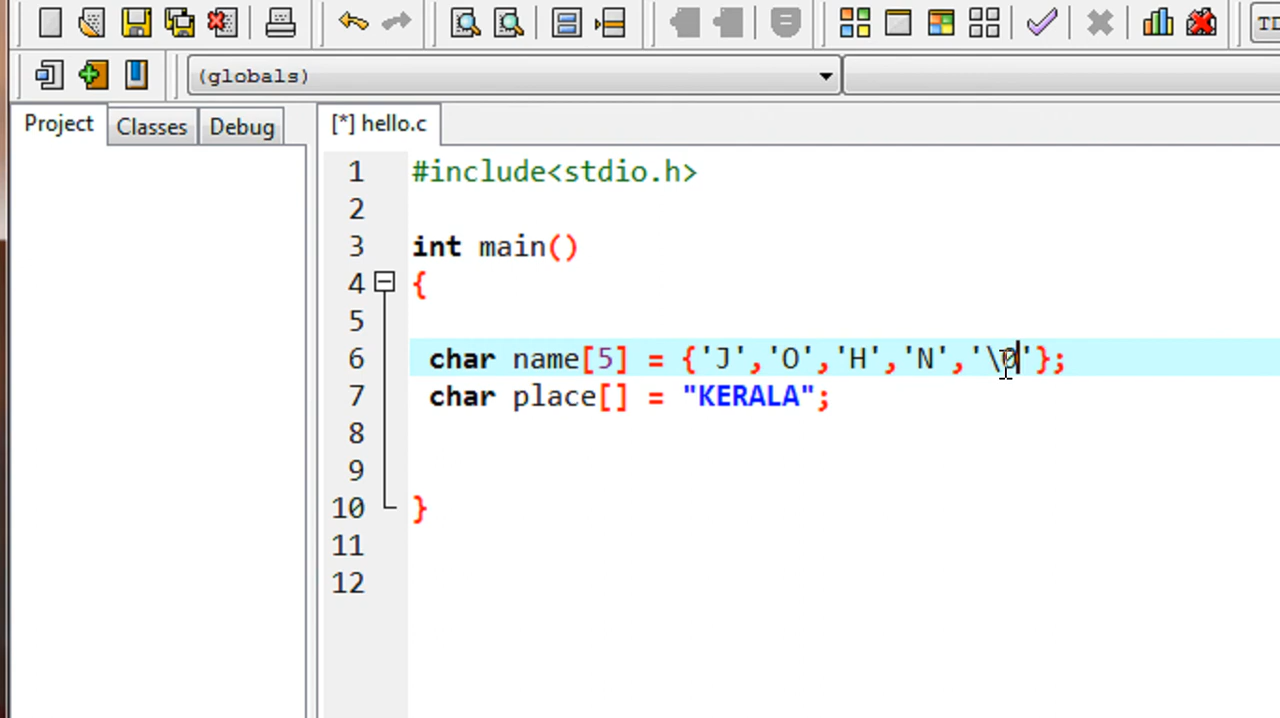 TD
(globals)
Project Classes Debug
[*] hello.c
1 #include<stdio.h>
2
3 int main()
4 {
5
6 char name[5] = {'J','O','H','N','\0'};
7 char place[] = "KERALA";
8
9
10 }
11
12